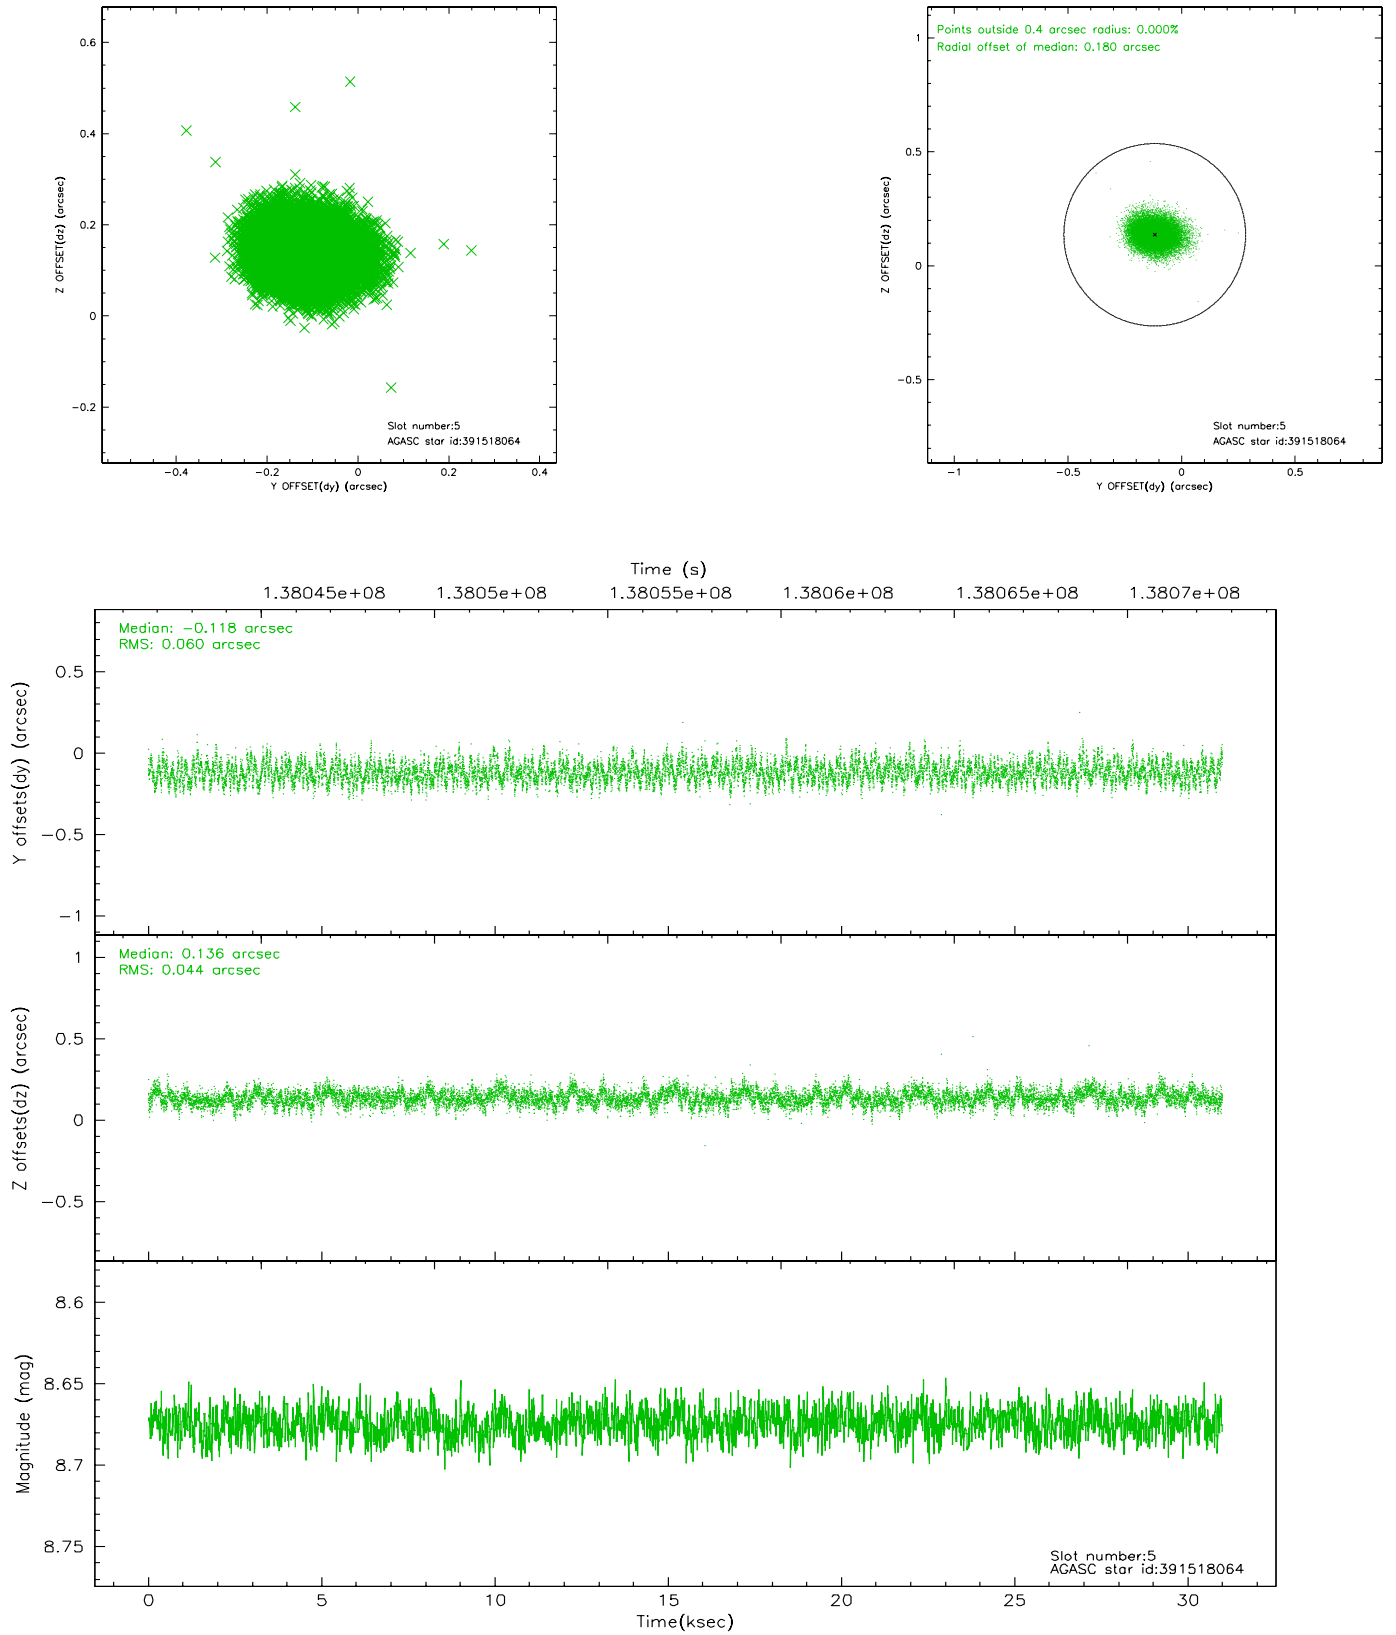 0.6
0.4
0.2
0
−0.2
Z OFFSET(dz) (arcsec)
Slot number:5
AGASC star id:391518064
−0.4 −0.2 0 0.2 0.4
Y OFFSET(dy) (arcsec)
Points outside 0.4 arcsec radius: 0.000%
Radial offset of median: 0.180 arcsec
1
0.5
0
−0.5
Z OFFSET(dz) (arcsec)
Slot number:5
AGASC star id:391518064
−1 −0.5 0 0.5
Y OFFSET(dy) (arcsec)
Time (s)
1.38045e+08 1.3805e+08 1.38055e+08 1.3806e+08 1.38065e+08 1.3807e+08
Median: −0.118 arcsec
RMS: 0.060 arcsec
0.5
0
−0.5
−1
Y offsets(dy) (arcsec)
Median: 0.136 arcsec
RMS: 0.044 arcsec
1
0.5
0
−0.5
Z offsets(dz) (arcsec)
8.6
8.65
8.7
8.75
Magnitude (mag)
Slot number:5
AGASC star id:391518064
0 5 10 15 20 25 30
Time(ksec)